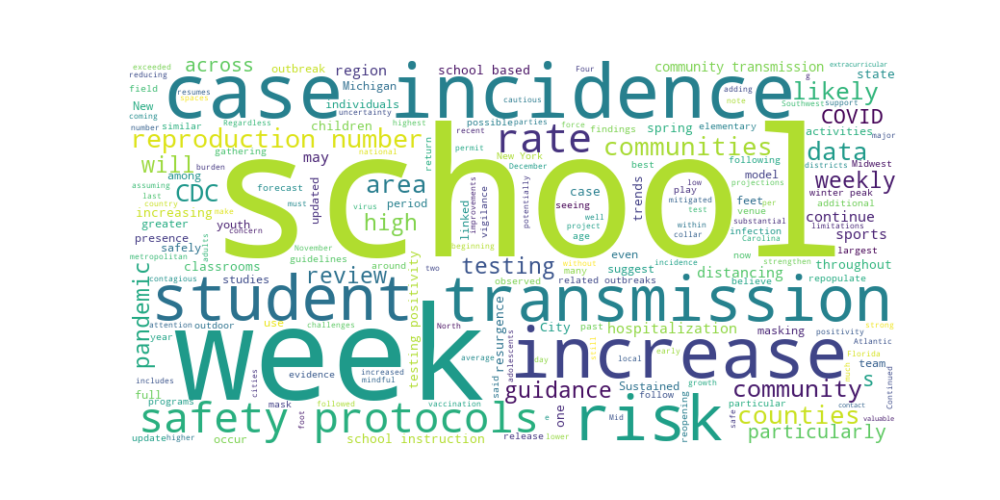 exceeded
across
outbreak
region
school based
Four
community transmission
extracurricular
reducing
case incidence
Michigan
likely
state
resumes
cautious
adding
Southwest
support
field
spaces
uncertainty
individuals
note
New
coming
number
similar
Regardless
children
highest
recent
rate
possible
parties
force
findings
spring
elementary
COVID
activities
major
reproduction number
gathering
national
permit
communities
data
districts
will
burden
may
return
New York
December
best
following
model
Midwest
among
CDC
forecast
updated
area
period
linked
improvements
vigilance
potentially
case
seeing
trends
low
play
mitigated
test
projections
weekly
winter peak
assuming
last
country
increasing
make
must
virus
school
well
project
age
within
collar
feet
per
venue
substantial
additional
continue
limitations
greater
youth
concern
high
infection
Carolina
sports
presence
safely
adults
November
guidelines
beginning
now
strengthen
largest
metropolitan
pandemic
contagious
classrooms
studies
review
around
two
testing
observed
without
many
related outbreaks
even
suggest
incidence
distancing
believe
throughout
repopulate
student transmission
testing positivity
resurgence
adolescents
attention
year
outdoor
use
challenges
North
City
past
hospitalization
masking
positivity
strong
Atlantic
week
increase
average
said
day
still
local
early
Florida
team
much
includes
full
programs
cities
evidence
mask
increased
mindful
followed
vaccination
guidance
one
Sustained
follow
growth
reopening
community
particular
contact
s
Continued
valuable
safety protocols
foot
e
risk
Mid
safe
counties
update
higher
occur
school instruction
release
lower
particularly